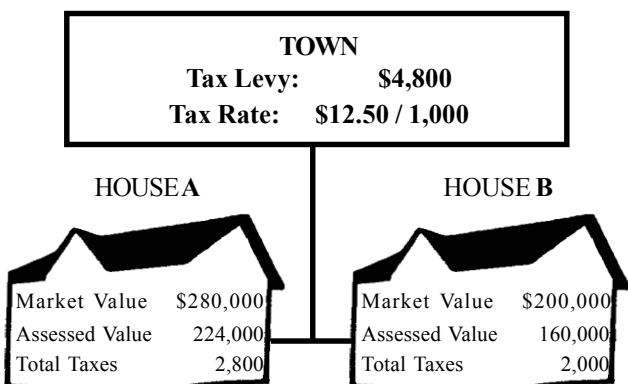 TOWN
Tax Levy: $4,800
Tax Rate: $12.50 / 1,000
HOUSE A
Market Value $280,000
Assessed Value 224,000
Total Taxes 2,800
HOUSE B
Market Value $200,000
Assessed Value 160,000
Total Taxes 2,000